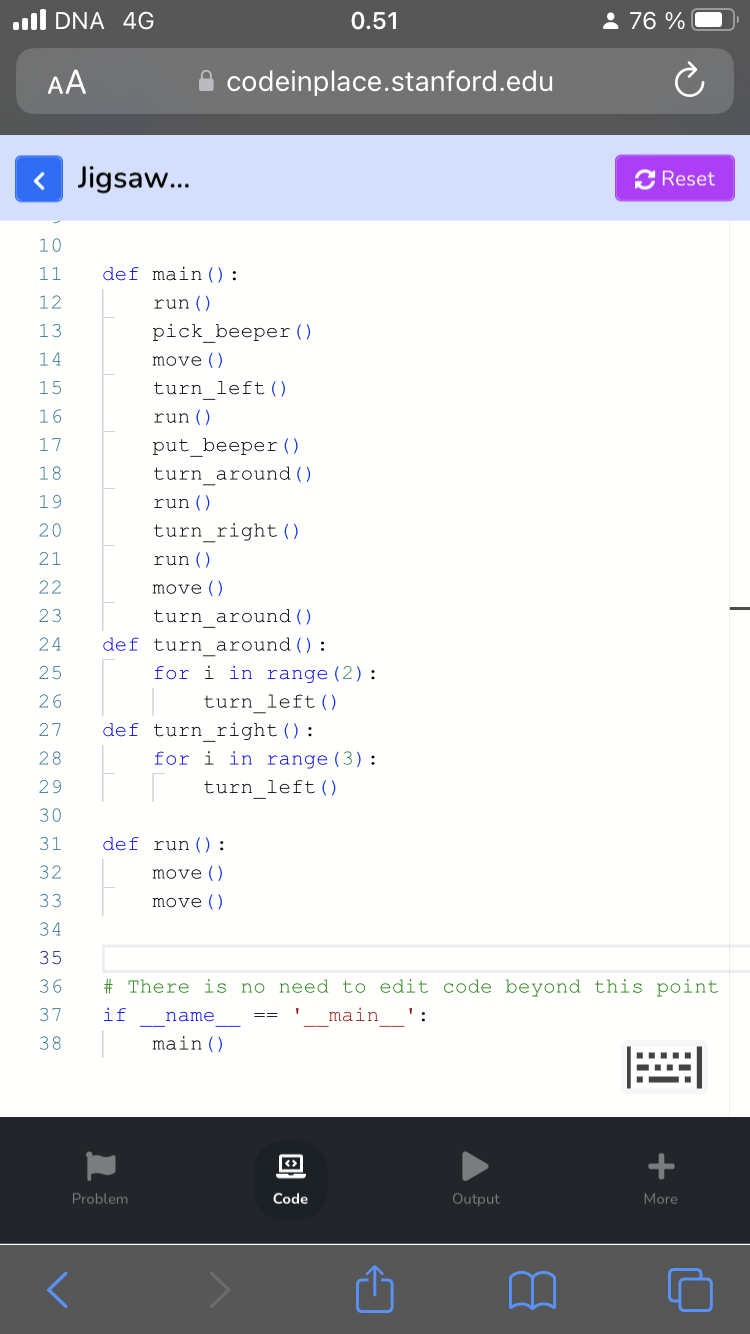 DNA 4G 0.51 76 %
AA codeinplace.stanford.edu
Jigsaw... Reset
10
11 def main():
12     run()
13     pick_beeper()
14     move()
15     turn_left()
16     run()
17     put_beeper()
18     turn_around()
19     run()
20     turn_right()
21     run()
22     move()
23     turn_around()
24 def turn_around():
25     for i in range(2):
26         turn_left()
27 def turn_right():
28     for i in range(3):
29         turn_left()
30
31 def run():
32     move()
33     move()
34
35
36 # There is no need to edit code beyond this point
37 if __name__ == '__main__':
38     main()
Problem Code Output More